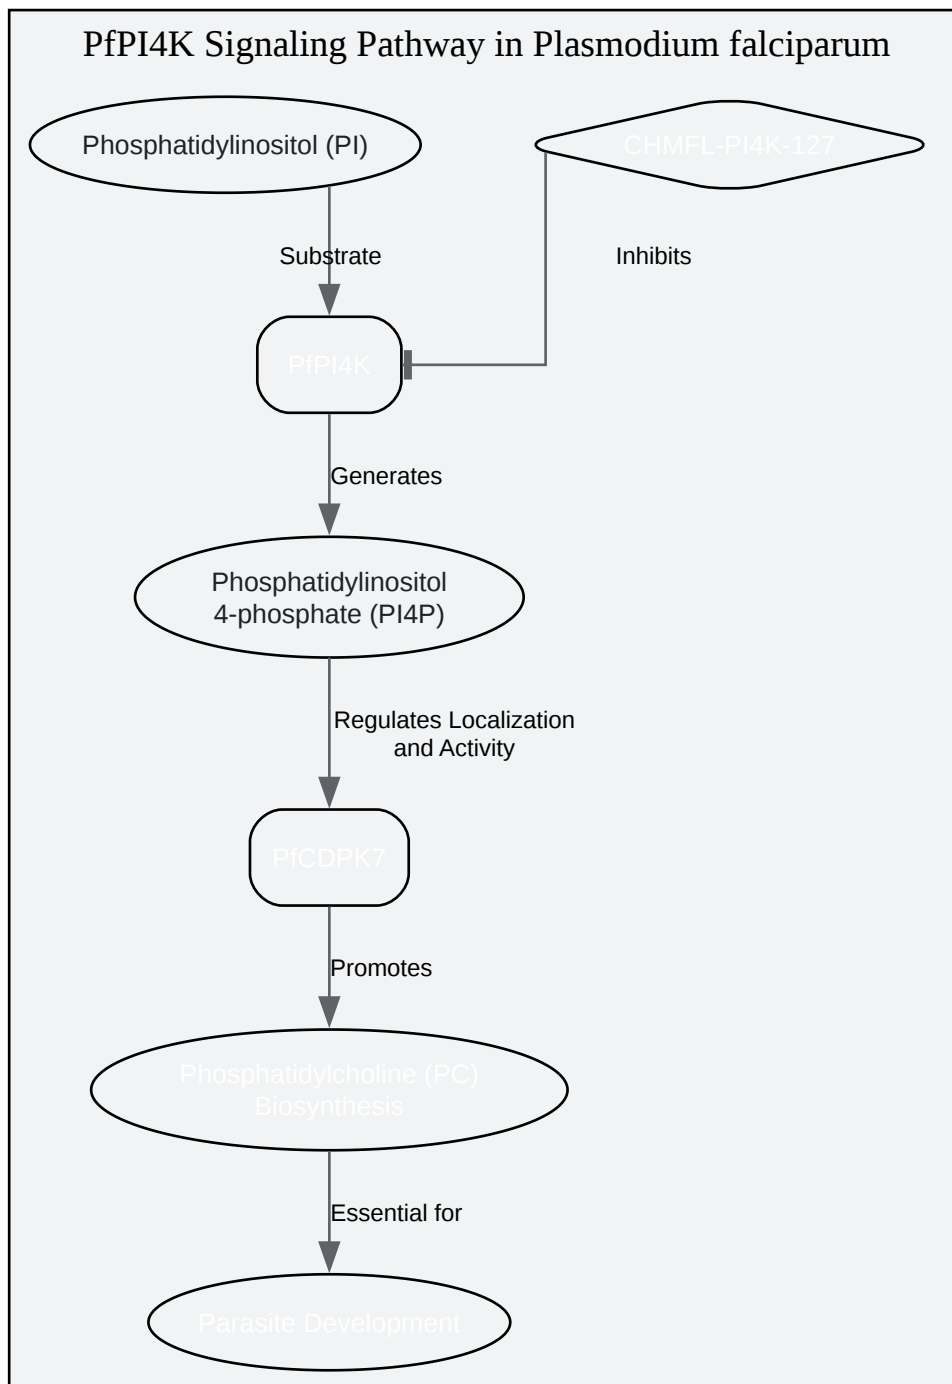 PfPI4K Signaling Pathway in Plasmodium falciparum
Phosphatidylinositol (PI)
CHMFL-PI4K-127
Substrate
Inhibits
PfPI4K
Generates
Phosphatidylinositol
4-phosphate (PI4P)
Regulates Localization
and Activity
PfCDPK7
Promotes
Phosphatidylcholine (PC)
Biosynthesis
Essential for
Parasite Development